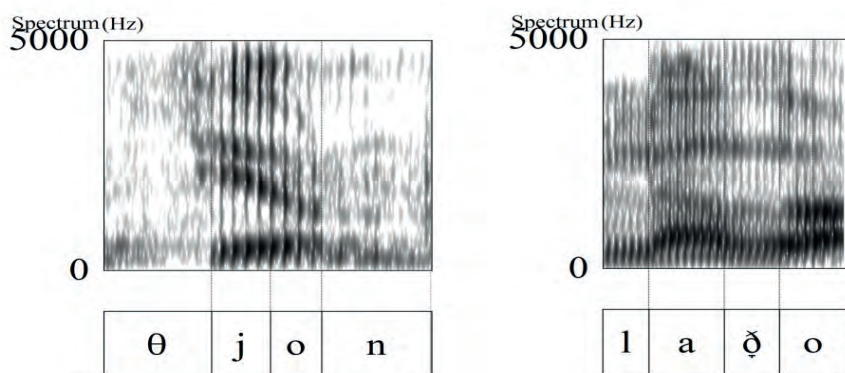 Spectrum (Hz)
5000
0
θ j o n
Spectrum (Hz)
5000
0
l a ð̞ o